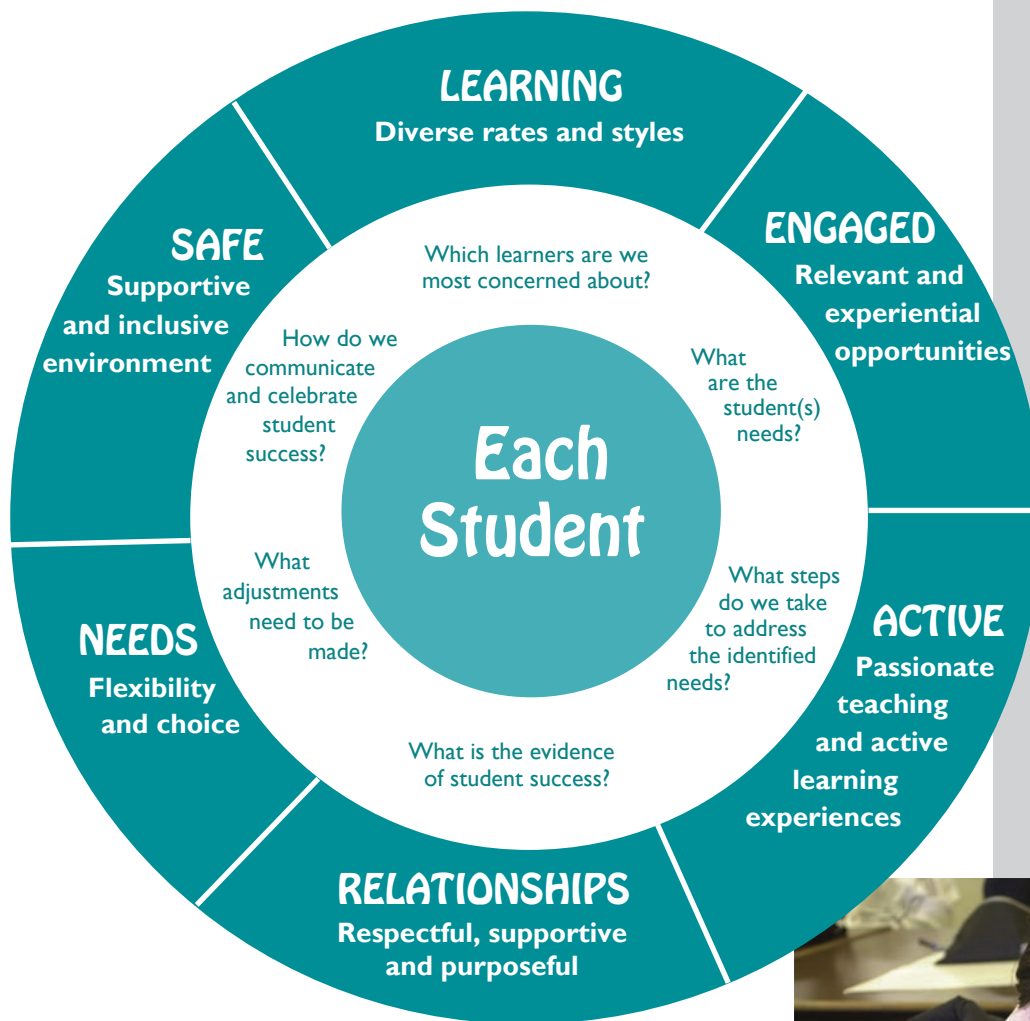 LEARNING
Diverse rates and styles
ENGAGED
Relevant and
experiential
opportunities
ACTIVE
Passionate
teaching
and active
learning
experiences
RELATIONSHIPS
Respectful, supportive
and purposeful
NEEDS
Flexibility
and choice
SAFE
Supportive
and inclusive
environment
Which learners are we
most concerned about?
What
are the
student(s)
needs?
What steps
do we take
to address
the identified
needs?
What is the evidence
of student success?
What
adjustments
need to be
made?
How do we
communicate
and celebrate
student
success?
Each
Student